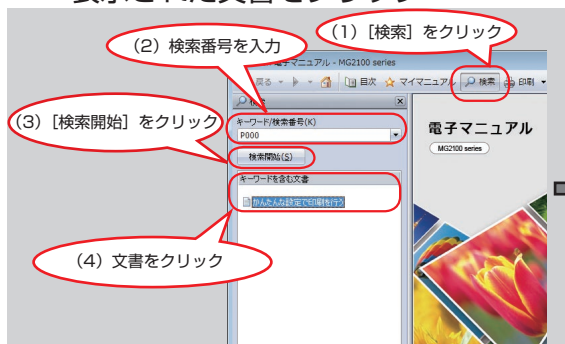 表示された文書をクリック
(1)[検索]をクリック
(2)検索番号を入力
電子マニュアル - MG2100 series
戻る
目次
マイマニュアル
検索
印刷
キーワード/検索番号(K)
P000
(3)[検索開始]をクリック
検索開始(S)
キーワードを含む文書
かんたんな設定で印刷を行う
(4)文書をクリック
電子マニュアル
MG2100 series